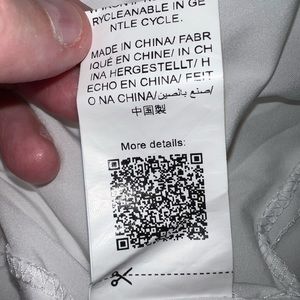 RYCLEANABLE IN GE
NTLE CYCLE.
MADE IN CHINA/ FABR
IQUÉ EN CHINE/ IN CH
INA HERGESTELLT/ H
ECHO EN CHINA/ FEIT
O NA CHINA/صنع بالصين/
中国製
More details: